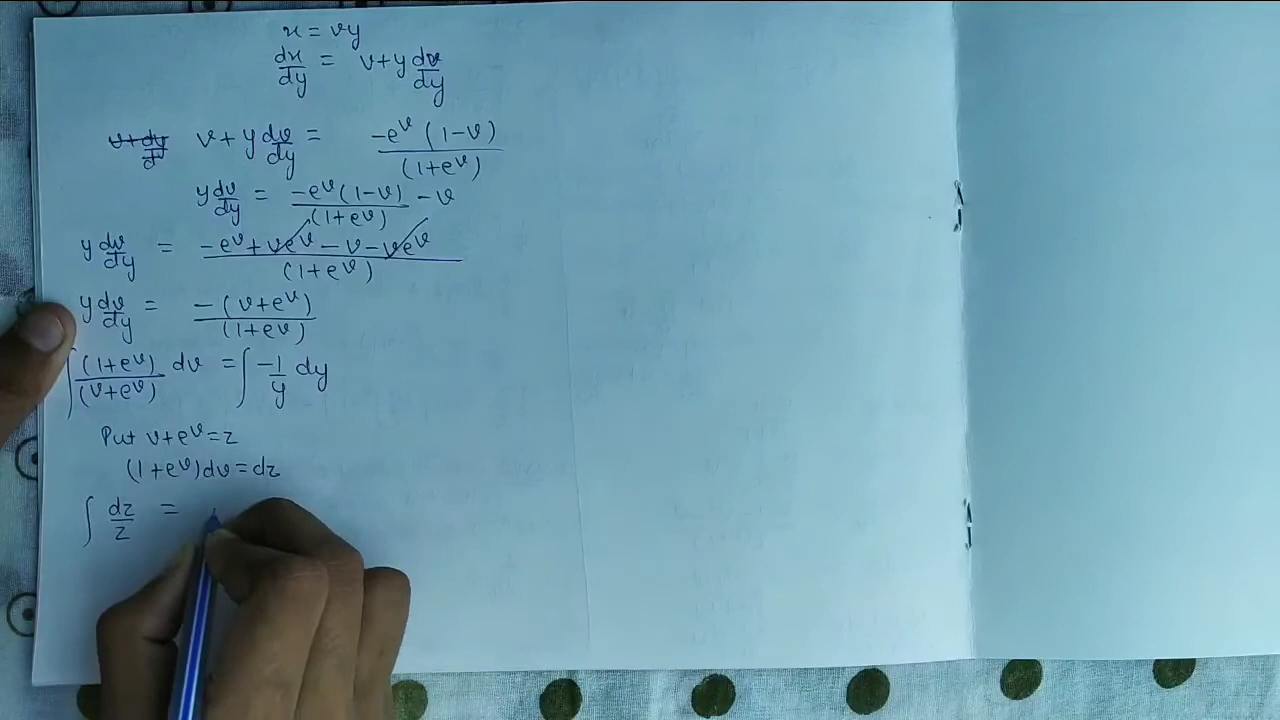 x = vy
dx/dy = v+y dv/dy
v+dy/d v + y dv/dy = -e^v (1-v)/(1+e^v)
y dv/dy = -e^v(1-v)/(1+e^v) - v
y dv/dy = -e^v + ve^v - v - ve^v/(1+e^v)
y dv/dy = -(v+e^v)/(1+e^v)
∫ (1+e^v)/(v+e^v) dv = ∫ -1/y dy
Put v+e^v=z
(1+e^v)dv=dz
∫ dz/z =